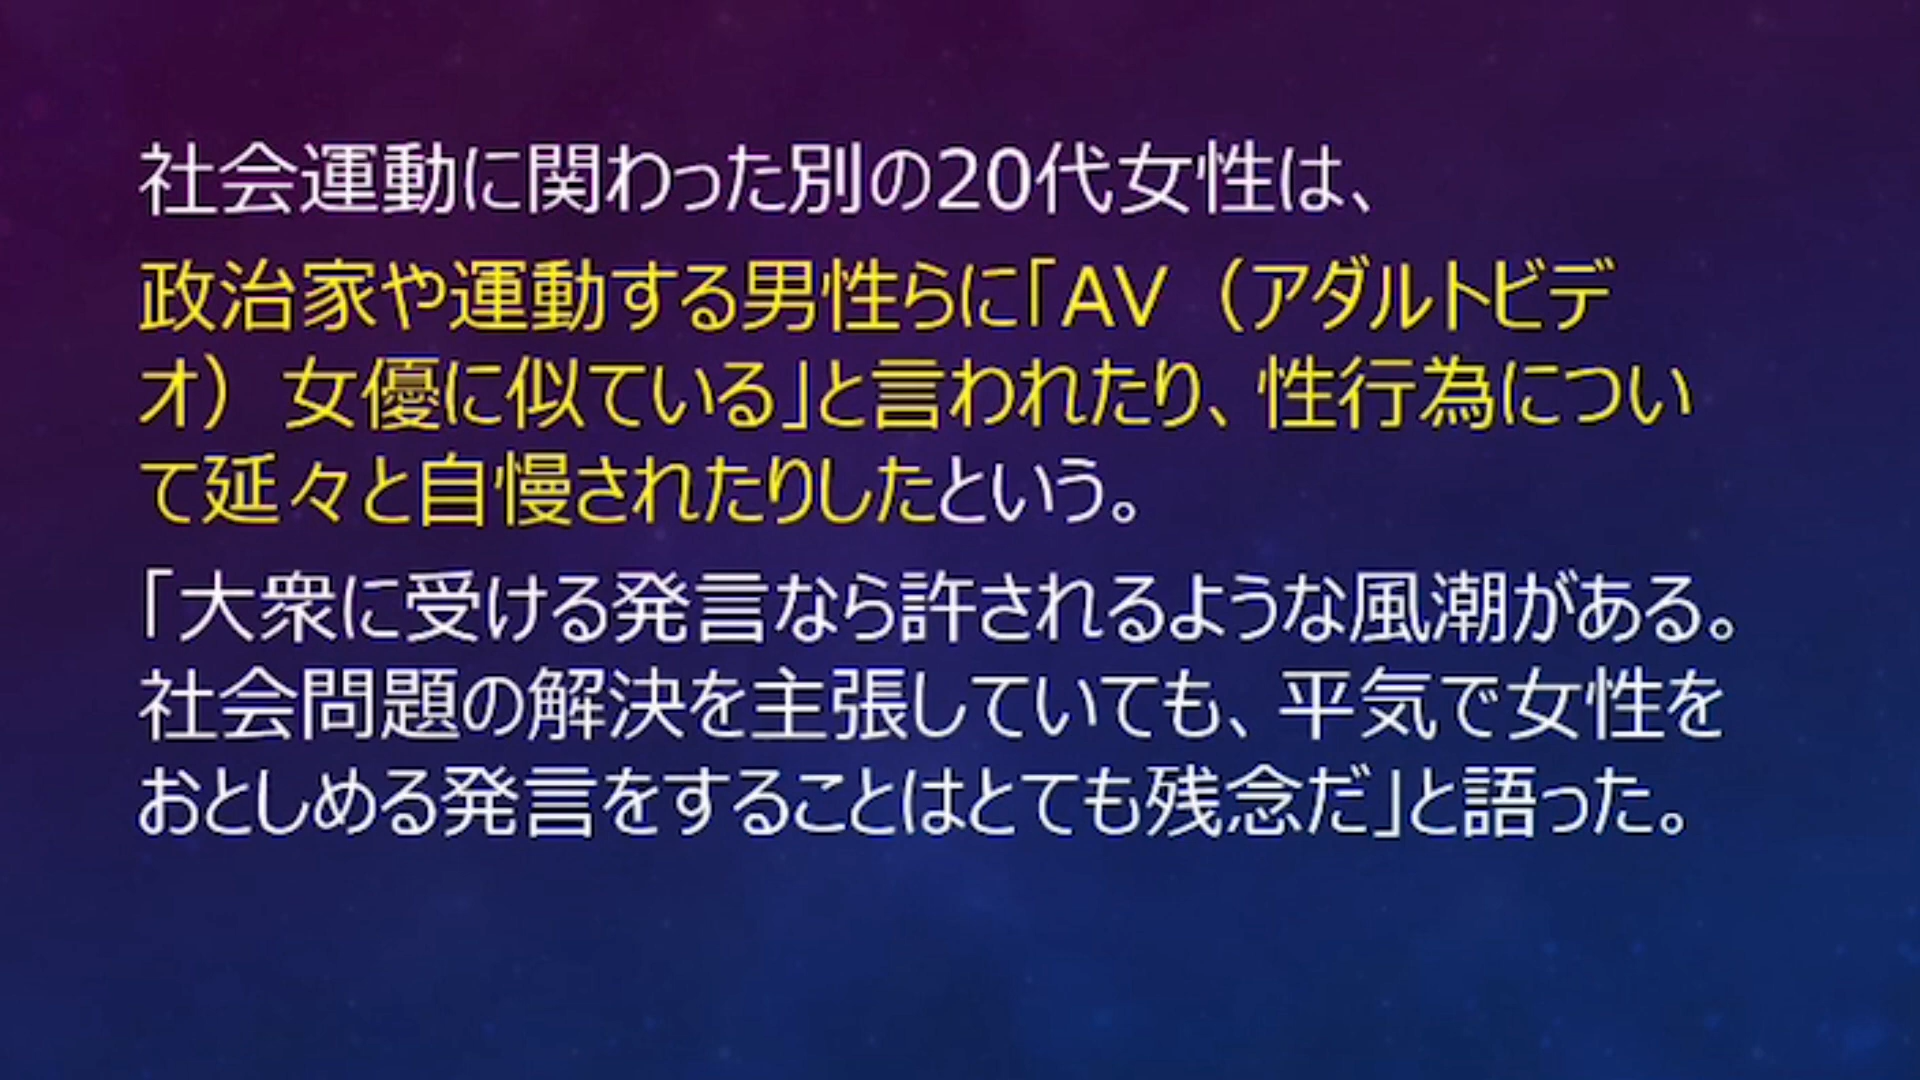 社会運動に関わった別の20代女性は、
政治家や運動する男性らに「AV（アダルトビデ
オ）女優に似ている」と言われたり、性行為につい
て延々と自慢されたりしたという。
「大衆に受ける発言なら許されるような風潮がある。
社会問題の解決を主張していても、平気で女性を
おとしめる発言をすることはとても残念だ」と語った。